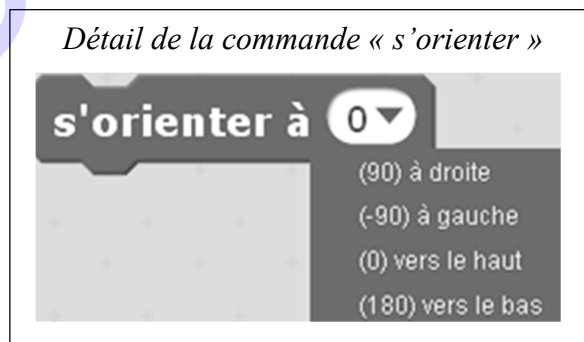 Détail de la commande « s’orienter »
s'orienter à 0
(90) à droite
(-90) à gauche
(0) vers le haut
(180) vers le bas